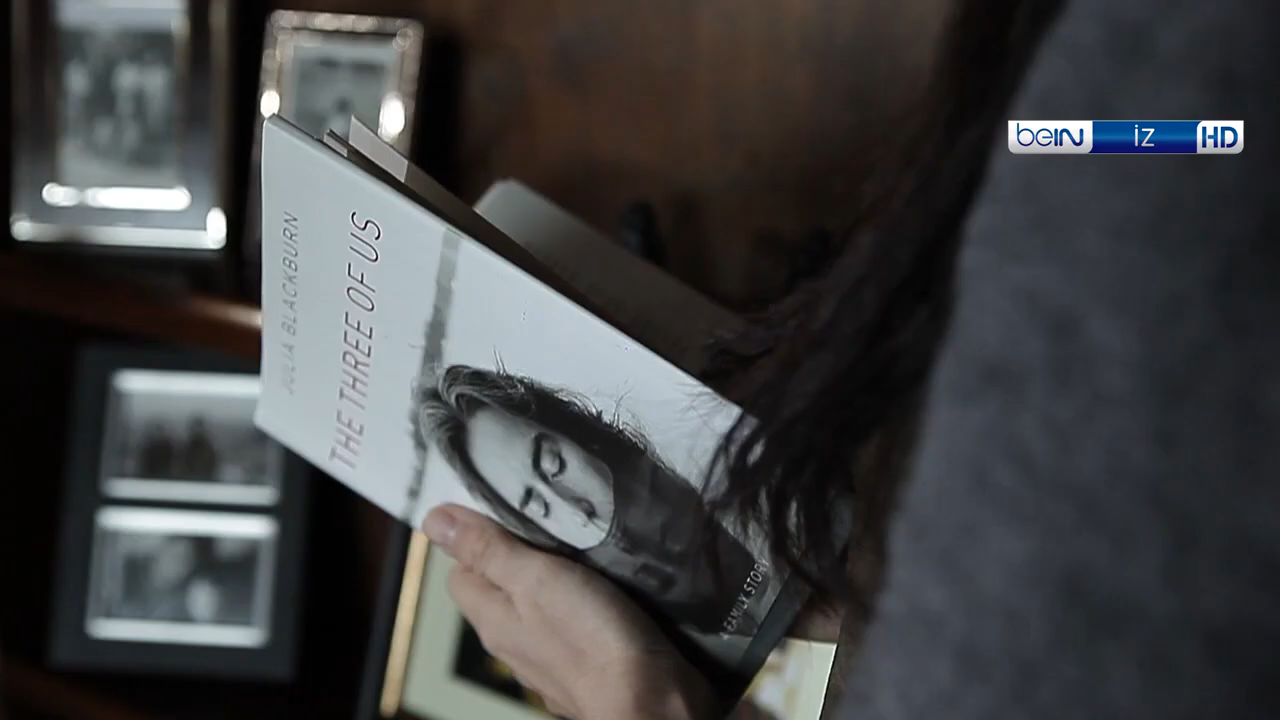 JULIA BLACKBURN
THE THREE OF US
A FAMILY STORY
beIN iz HD